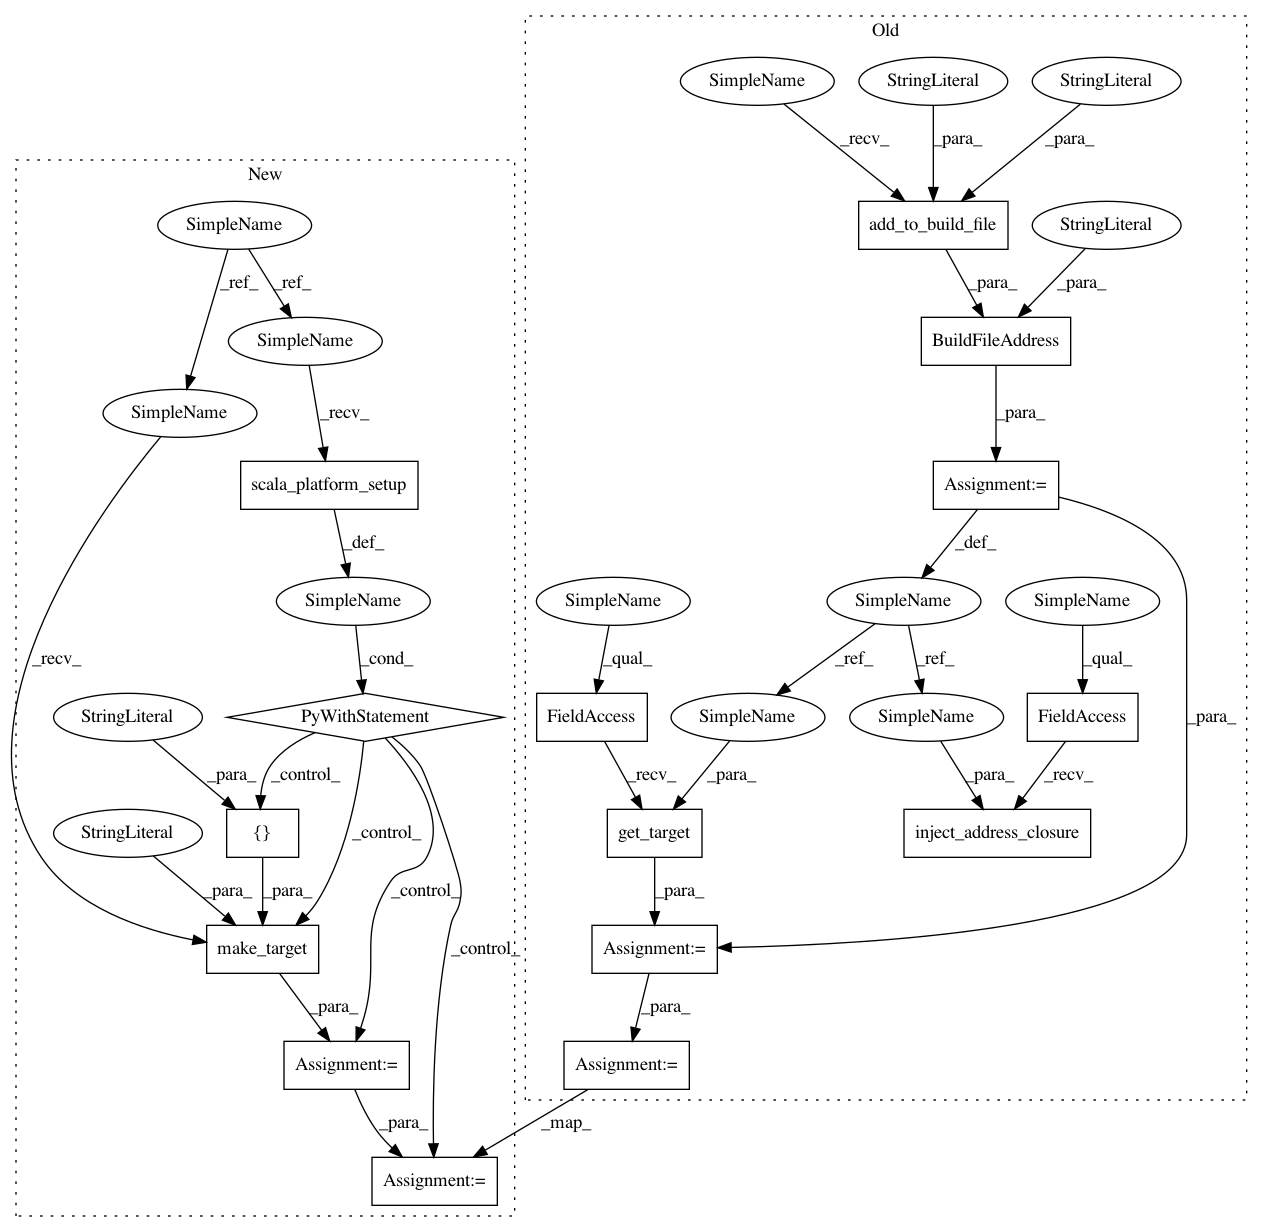 Old
SimpleName
StringLiteral
StringLiteral
_recv_
_para_
_para_
New
SimpleName
add_to_build_file
StringLiteral
_ref_
_ref_
_para_
_para_
SimpleName
BuildFileAddress
SimpleName
_recv_
_para_
scala_platform_setup
Assignment:=
_def_
_def_
SimpleName
SimpleName
SimpleName
SimpleName
_recv_
_cond_
_qual_
_ref_
_ref_
_qual_
StringLiteral
PyWithStatement
FieldAccess
SimpleName
SimpleName
FieldAccess
_para_
_para_
_control_
_recv_
_para_
_para_
_recv_
StringLiteral
{}
_control_
get_target
inject_address_closure
_para_
_para_
_control_
_para_
make_target
_control_
Assignment:=
_para_
_para_
Assignment:=
Assignment:=
_para_
_map_
Assignment:=